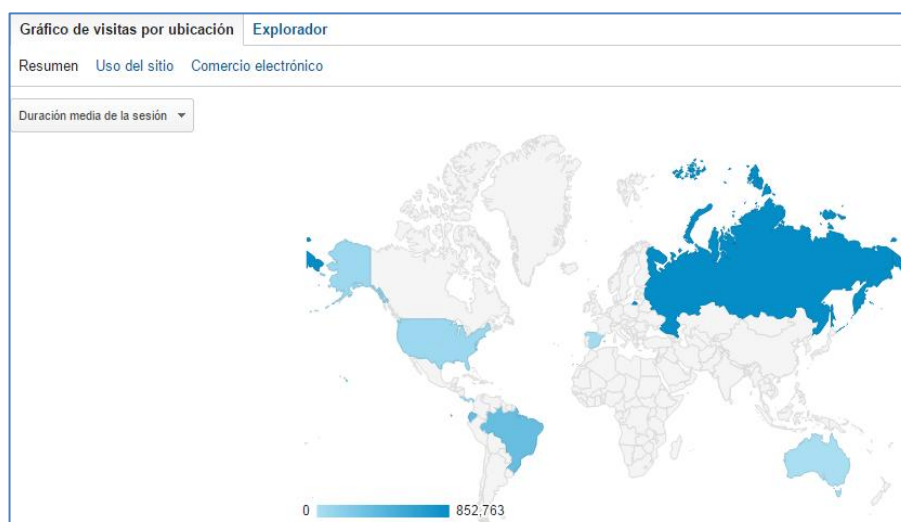 Gráfico de visitas por ubicación Explorador
Resumen Uso del sitio Comercio electrónico
Duración media de la sesión
0 852,763